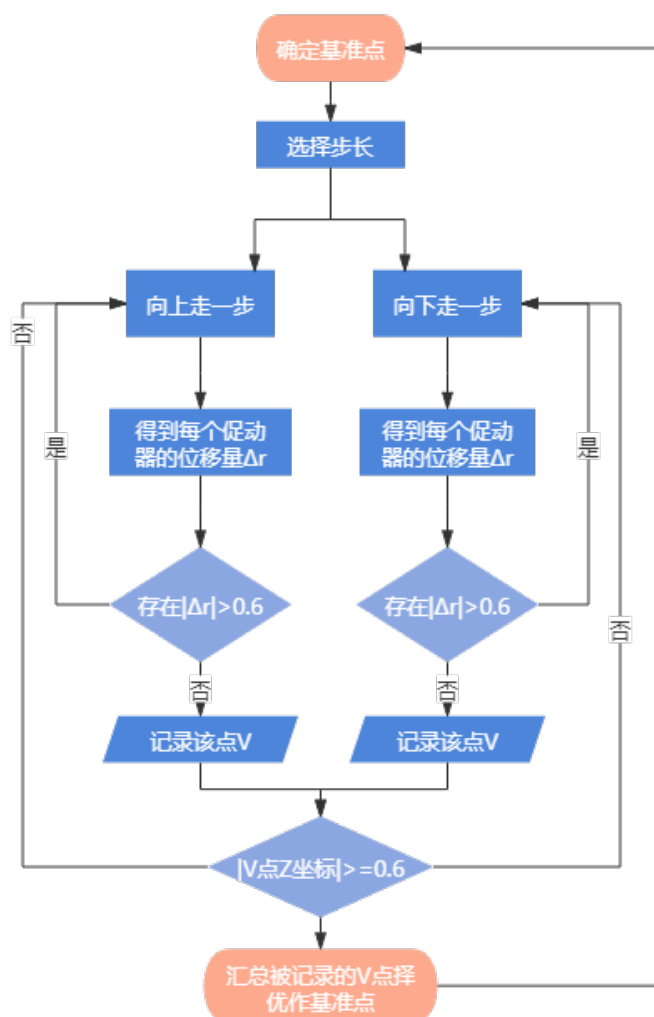 确定基准点
选择步长
向上走一步
向下走一步
否
是
得到每个促动
器的位移量Δr
得到每个促动
器的位移量Δr
是
存在|Δr|>0.6
存在|Δr|>0.6
否
否
否
记录该点V
记录该点V
|V点Z坐标|>=0.6
汇总被记录的V点择
优作基准点